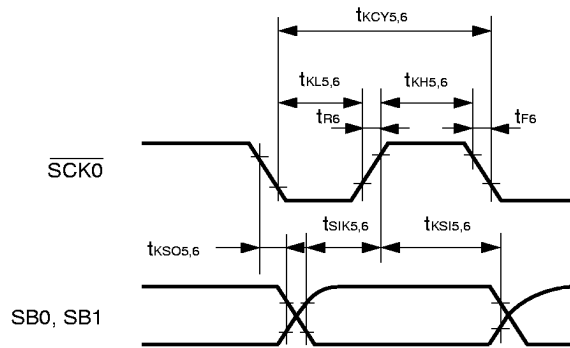 tKCY5,6
tKL5,6
tKH5,6
tR6
tF6
SCK0
tSIK5,6
tKSI5,6
tKSO5,6
SB0, SB1